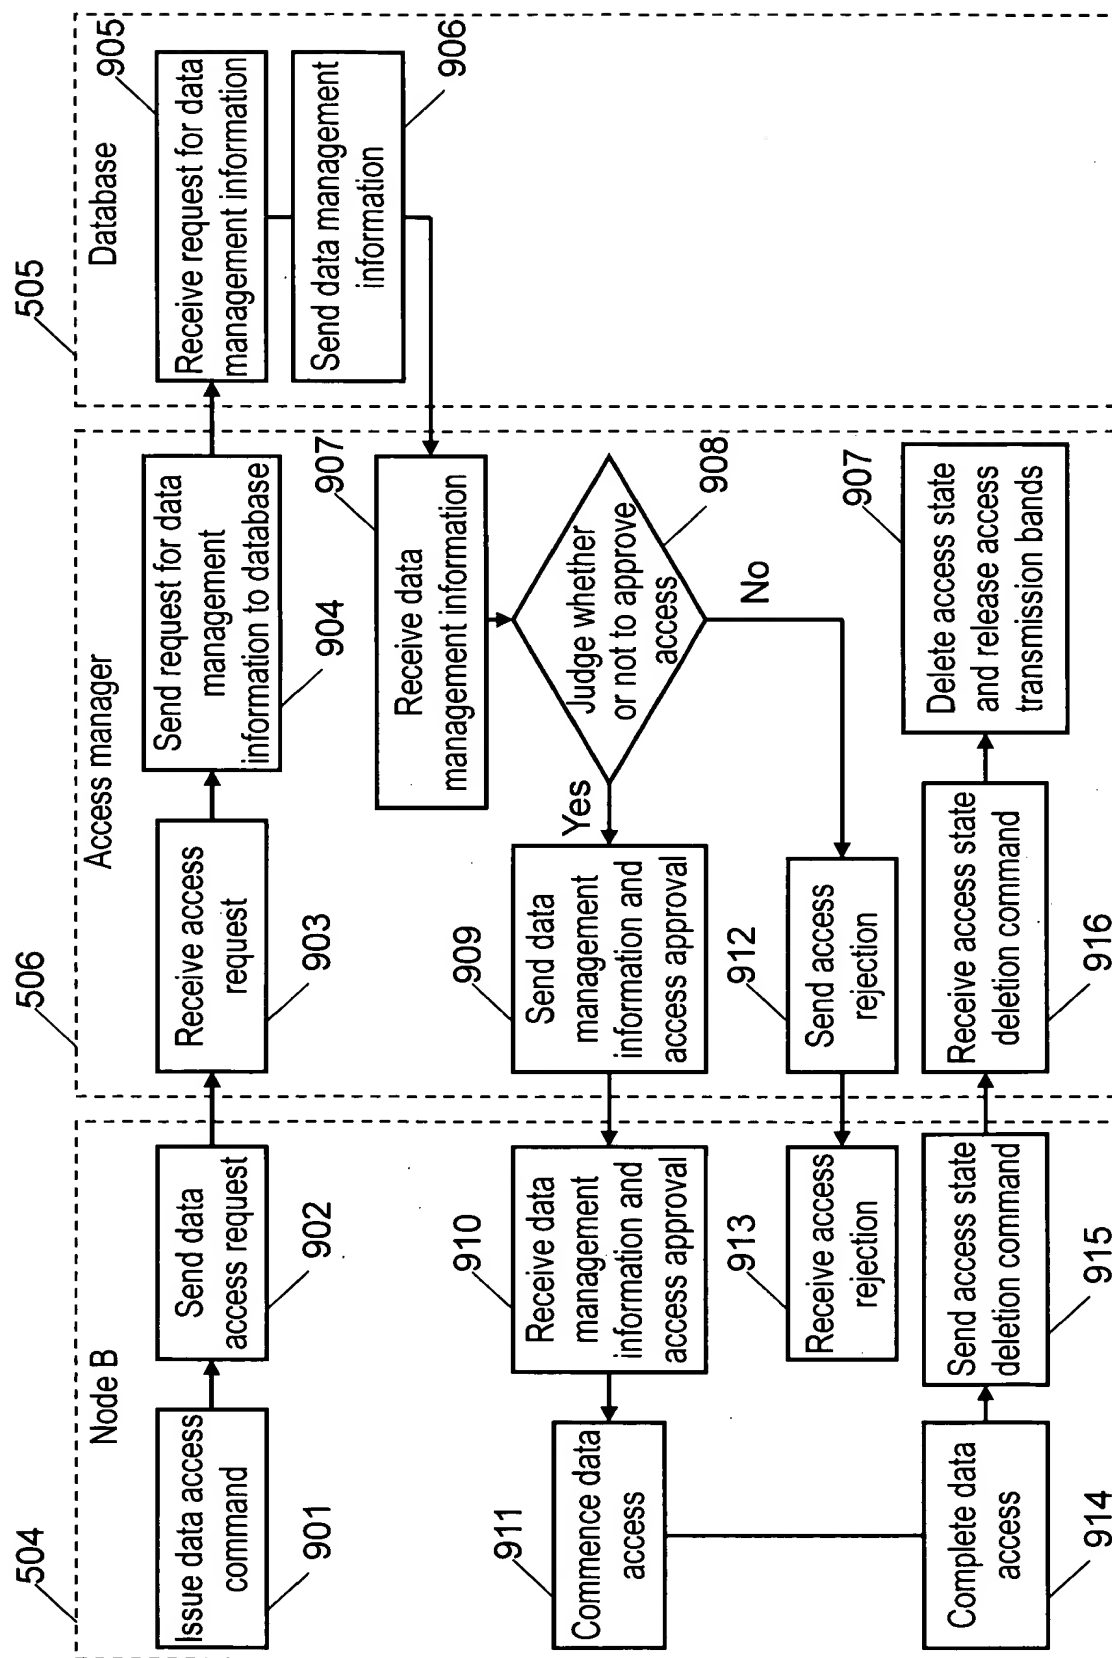 504
506
505
Node B
Access manager
Database
Issue data access
command
901
Send data
access request
902
Receive access
request
903
Send request for data
management
information to database
904
Receive request for data
management information
905
Send data management
information
906
Receive data
management information
907
Judge whether
or not to approve
access
908
Yes
No
Send data
management
information and
access approval
909
Receive data
management
information and
access approval
910
Commence data
access
911
Send access
rejection
912
Receive access
rejection
913
Complete data
access
914
Send access state
deletion command
915
Receive access state
deletion command
916
Delete access state
and release access
transmission bands
907